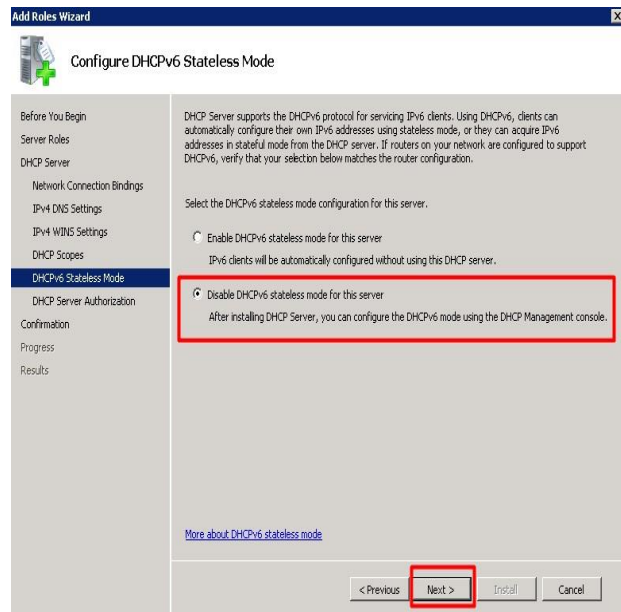 Add Roles Wizard
Configure DHCPv6 Stateless Mode
Before You Begin
Server Roles
DHCP Server
Network Connection Bindings
IPv4 DNS Settings
IPv4 WINS Settings
DHCP Scopes
DHCPv6 Stateless Mode
DHCP Server Authorization
Confirmation
Progress
Results
DHCP Server supports the DHCPv6 protocol for servicing IPv6 clients. Using DHCPv6, clients can
automatically configure their own IPv6 addresses using stateless mode, or they can acquire IPv6
addresses in stateful mode from the DHCP server. If routers on your network are configured to support
DHCPv6, verify that your selection below matches the router configuration.
Select the DHCPv6 stateless mode configuration for this server.
Enable DHCPv6 stateless mode for this server
IPv6 clients will be automatically configured without using this DHCP server.
Disable DHCPv6 stateless mode for this server
After installing DHCP Server, you can configure the DHCPv6 mode using the DHCP Management console.
More about DHCPv6 stateless mode
< Previous
Next >
Install
Cancel